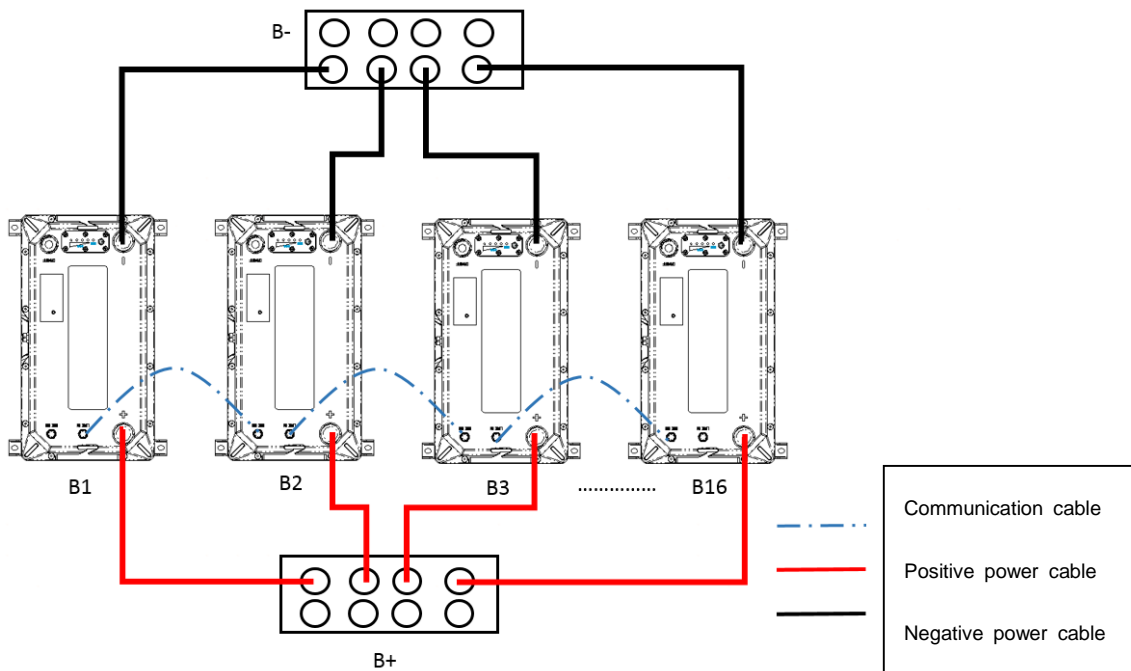 B-
B1
B2
B3
……………
B16
B+
Communication cable
Positive power cable
Negative power cable